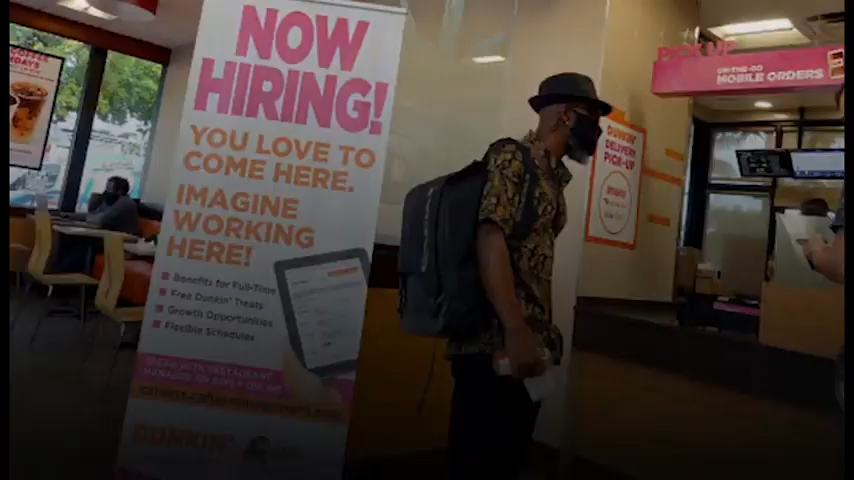 NOW
HIRING!
YOU LOVE TO
COME HERE.
IMAGINE
WORKING
HERE!
Benefits for Full-Time
Free Dunkin' Treats
Growth Opportunities
Flexible Schedules
DUNKIN'
DUNKIN'
DELIVERY
PICK-UP
PICK UP
ON-THE-GO
MOBILE ORDERS